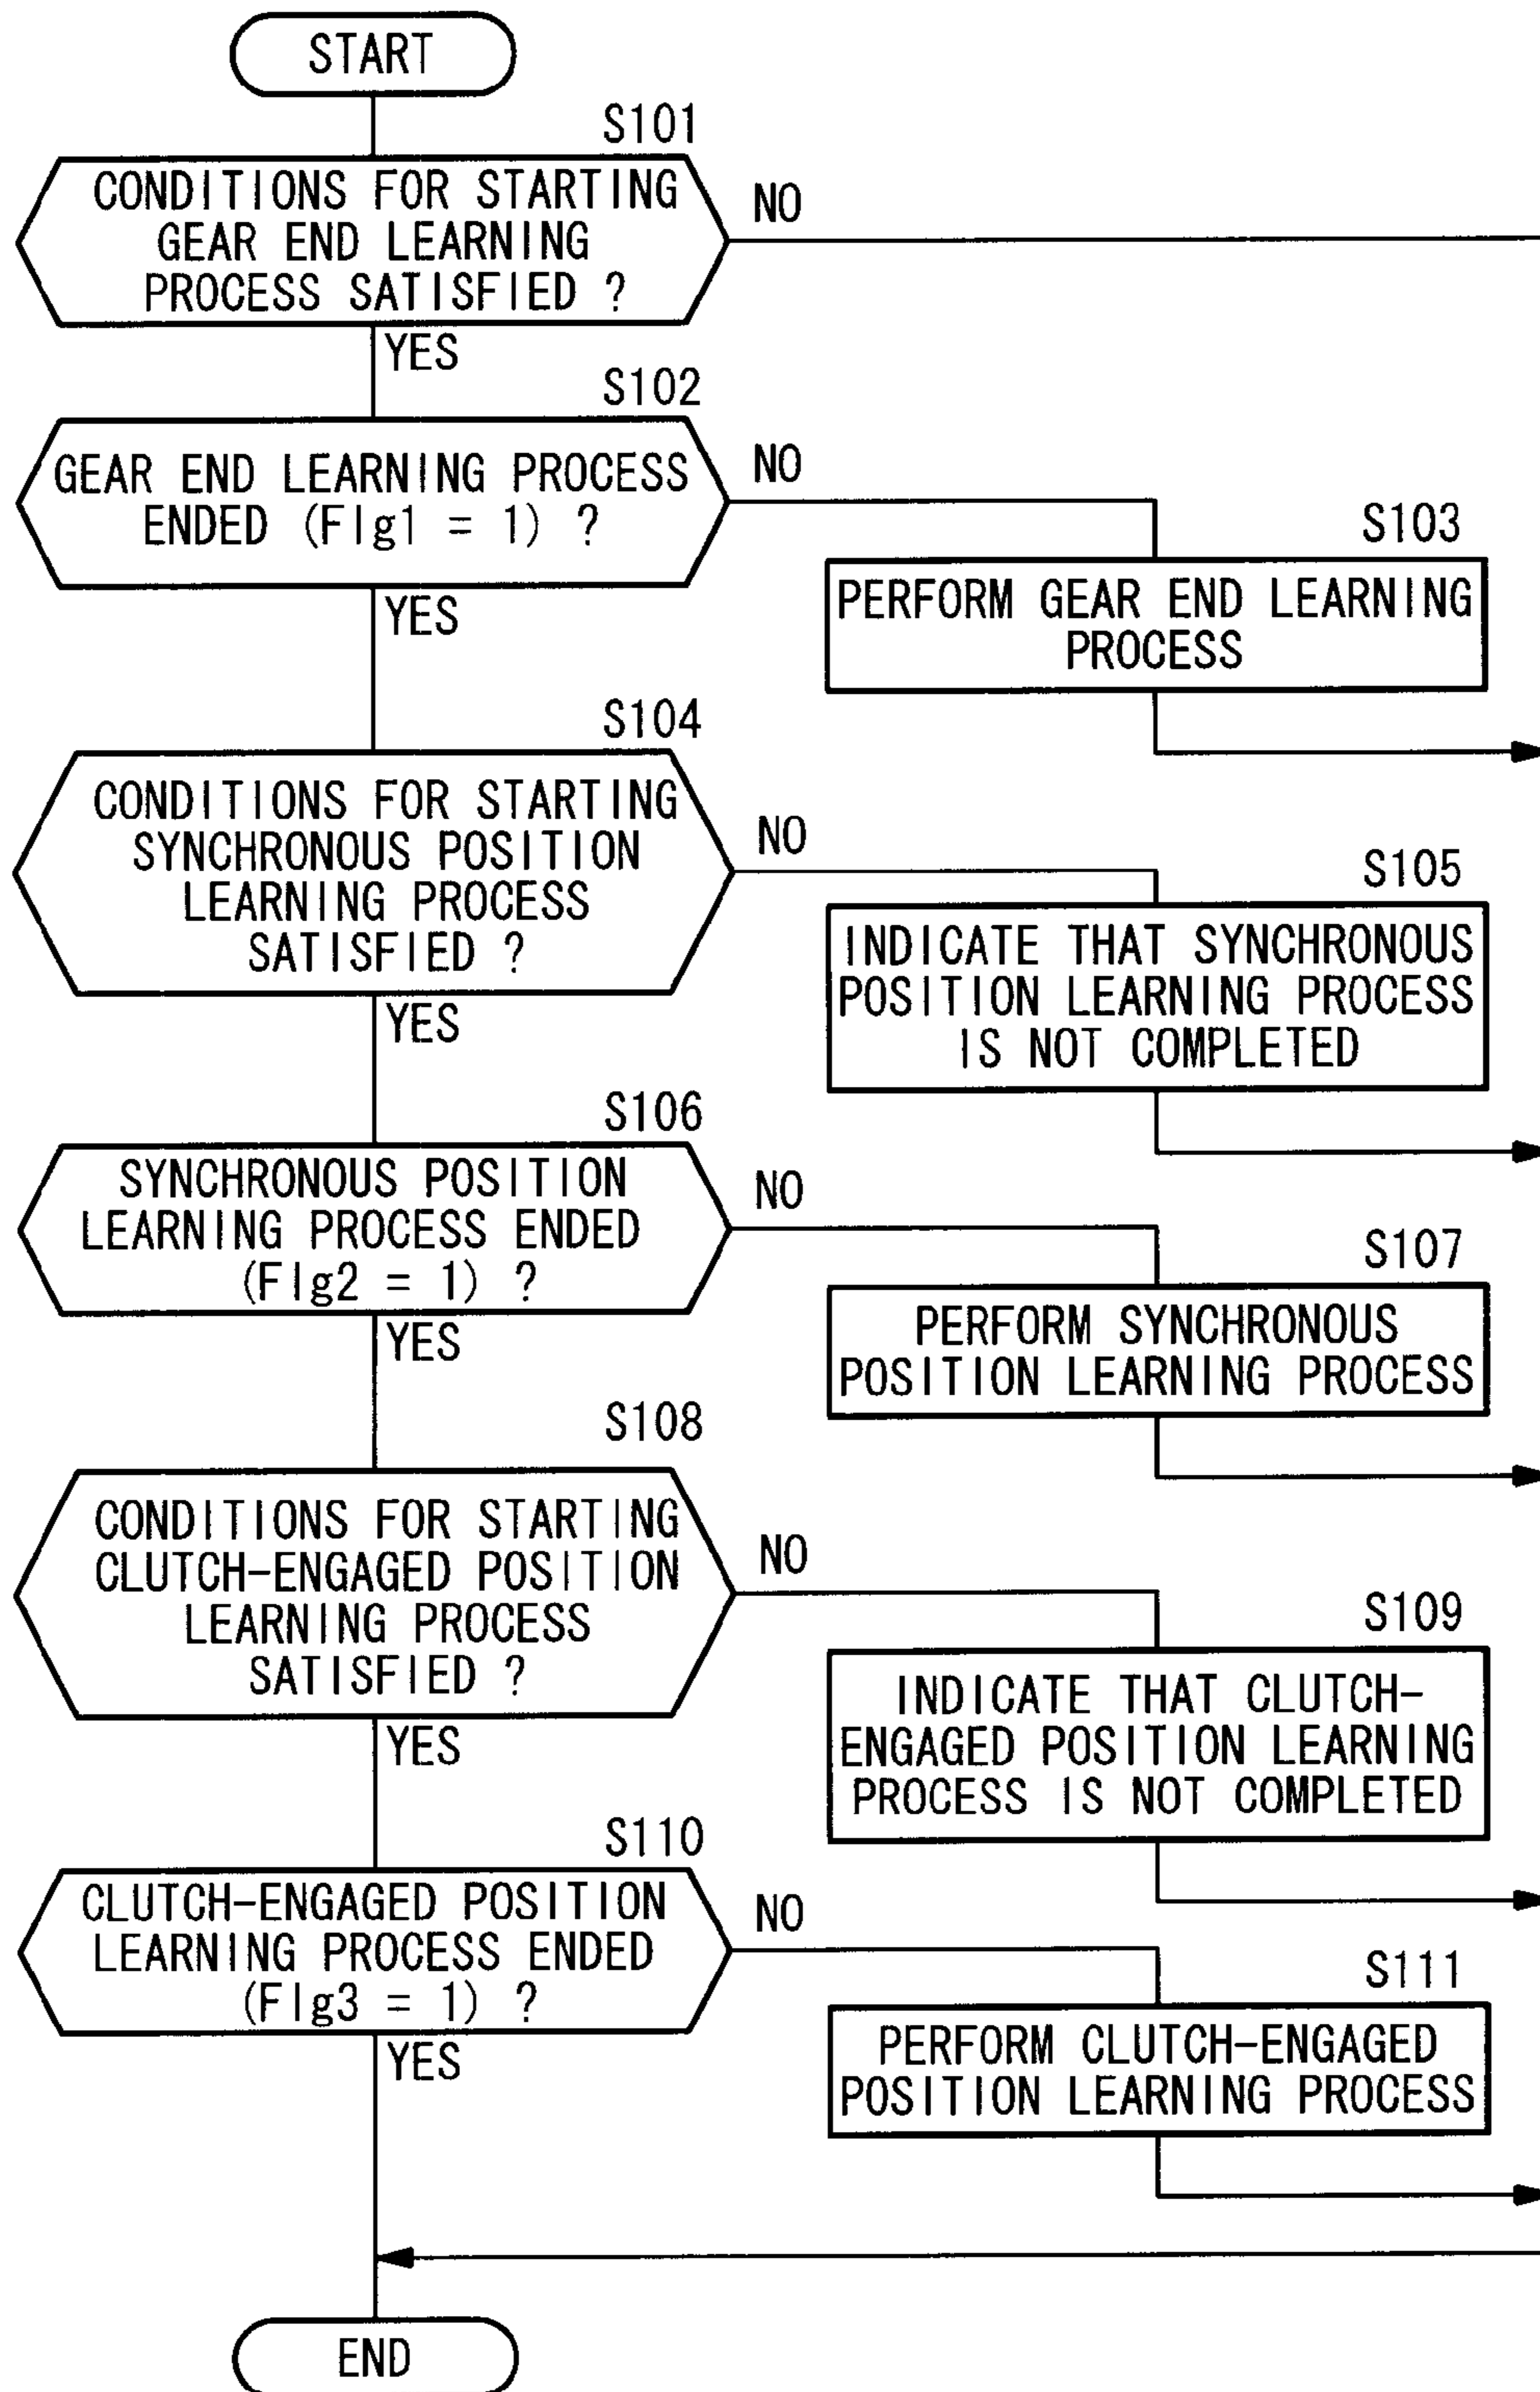 START
S101
CONDITIONS FOR STARTING
GEAR END LEARNING
PROCESS SATISFIED ?
NO
YES
S102
GEAR END LEARNING PROCESS
ENDED (Flg1 = 1) ?
NO
YES
S103
PERFORM GEAR END LEARNING
PROCESS
S104
CONDITIONS FOR STARTING
SYNCHRONOUS POSITION
LEARNING PROCESS
SATISFIED ?
NO
YES
S105
INDICATE THAT SYNCHRONOUS
POSITION LEARNING PROCESS
IS NOT COMPLETED
S106
SYNCHRONOUS POSITION
LEARNING PROCESS ENDED
(Flg2 = 1) ?
NO
YES
S107
PERFORM SYNCHRONOUS
POSITION LEARNING PROCESS
S108
CONDITIONS FOR STARTING
CLUTCH-ENGAGED POSITION
LEARNING PROCESS
SATISFIED ?
NO
YES
S109
INDICATE THAT CLUTCH-
ENGAGED POSITION LEARNING
PROCESS IS NOT COMPLETED
S110
CLUTCH-ENGAGED POSITION
LEARNING PROCESS ENDED
(Flg3 = 1) ?
NO
YES
S111
PERFORM CLUTCH-ENGAGED
POSITION LEARNING PROCESS
END